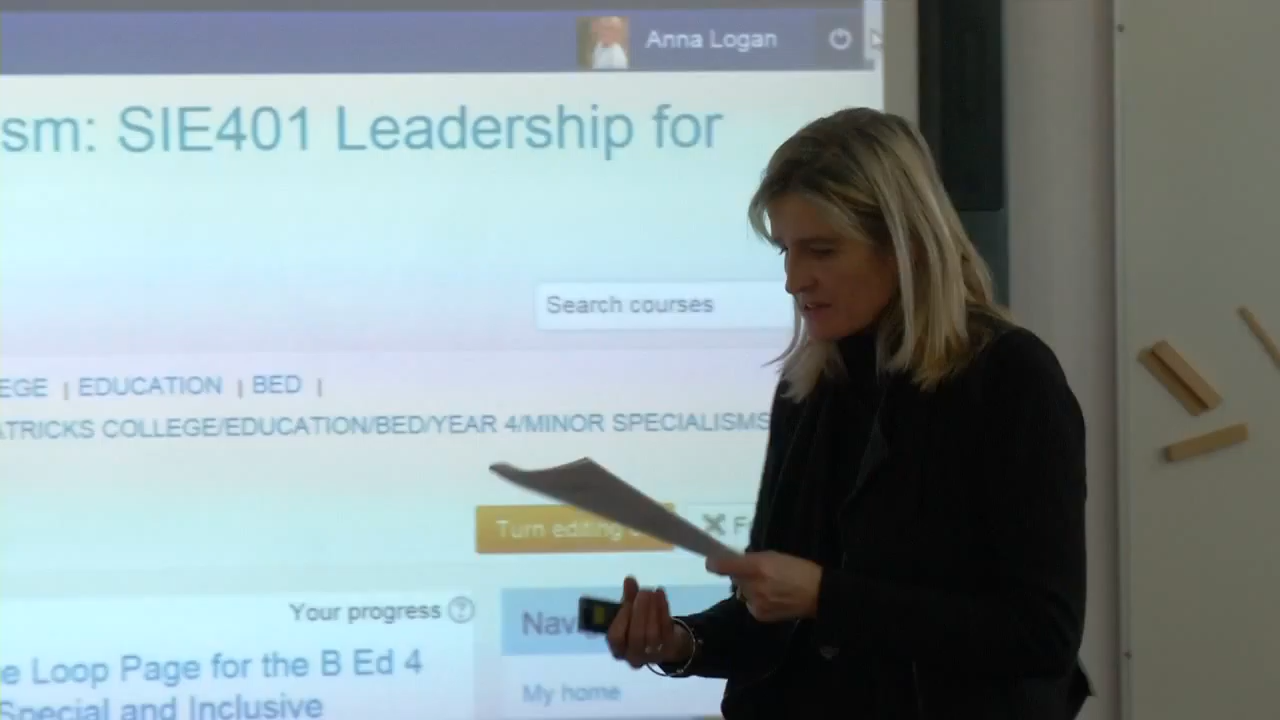 Anna Logan
sm: SIE401 Leadership for
Search courses
EGE | EDUCATION | BED |
ATRICKS COLLEGE/EDUCATION/BED/YEAR 4/MINOR SPECIALISMS
Turn editing
Your progress ?
e Loop Page for the B Ed 4
Special and Inclusive
My home